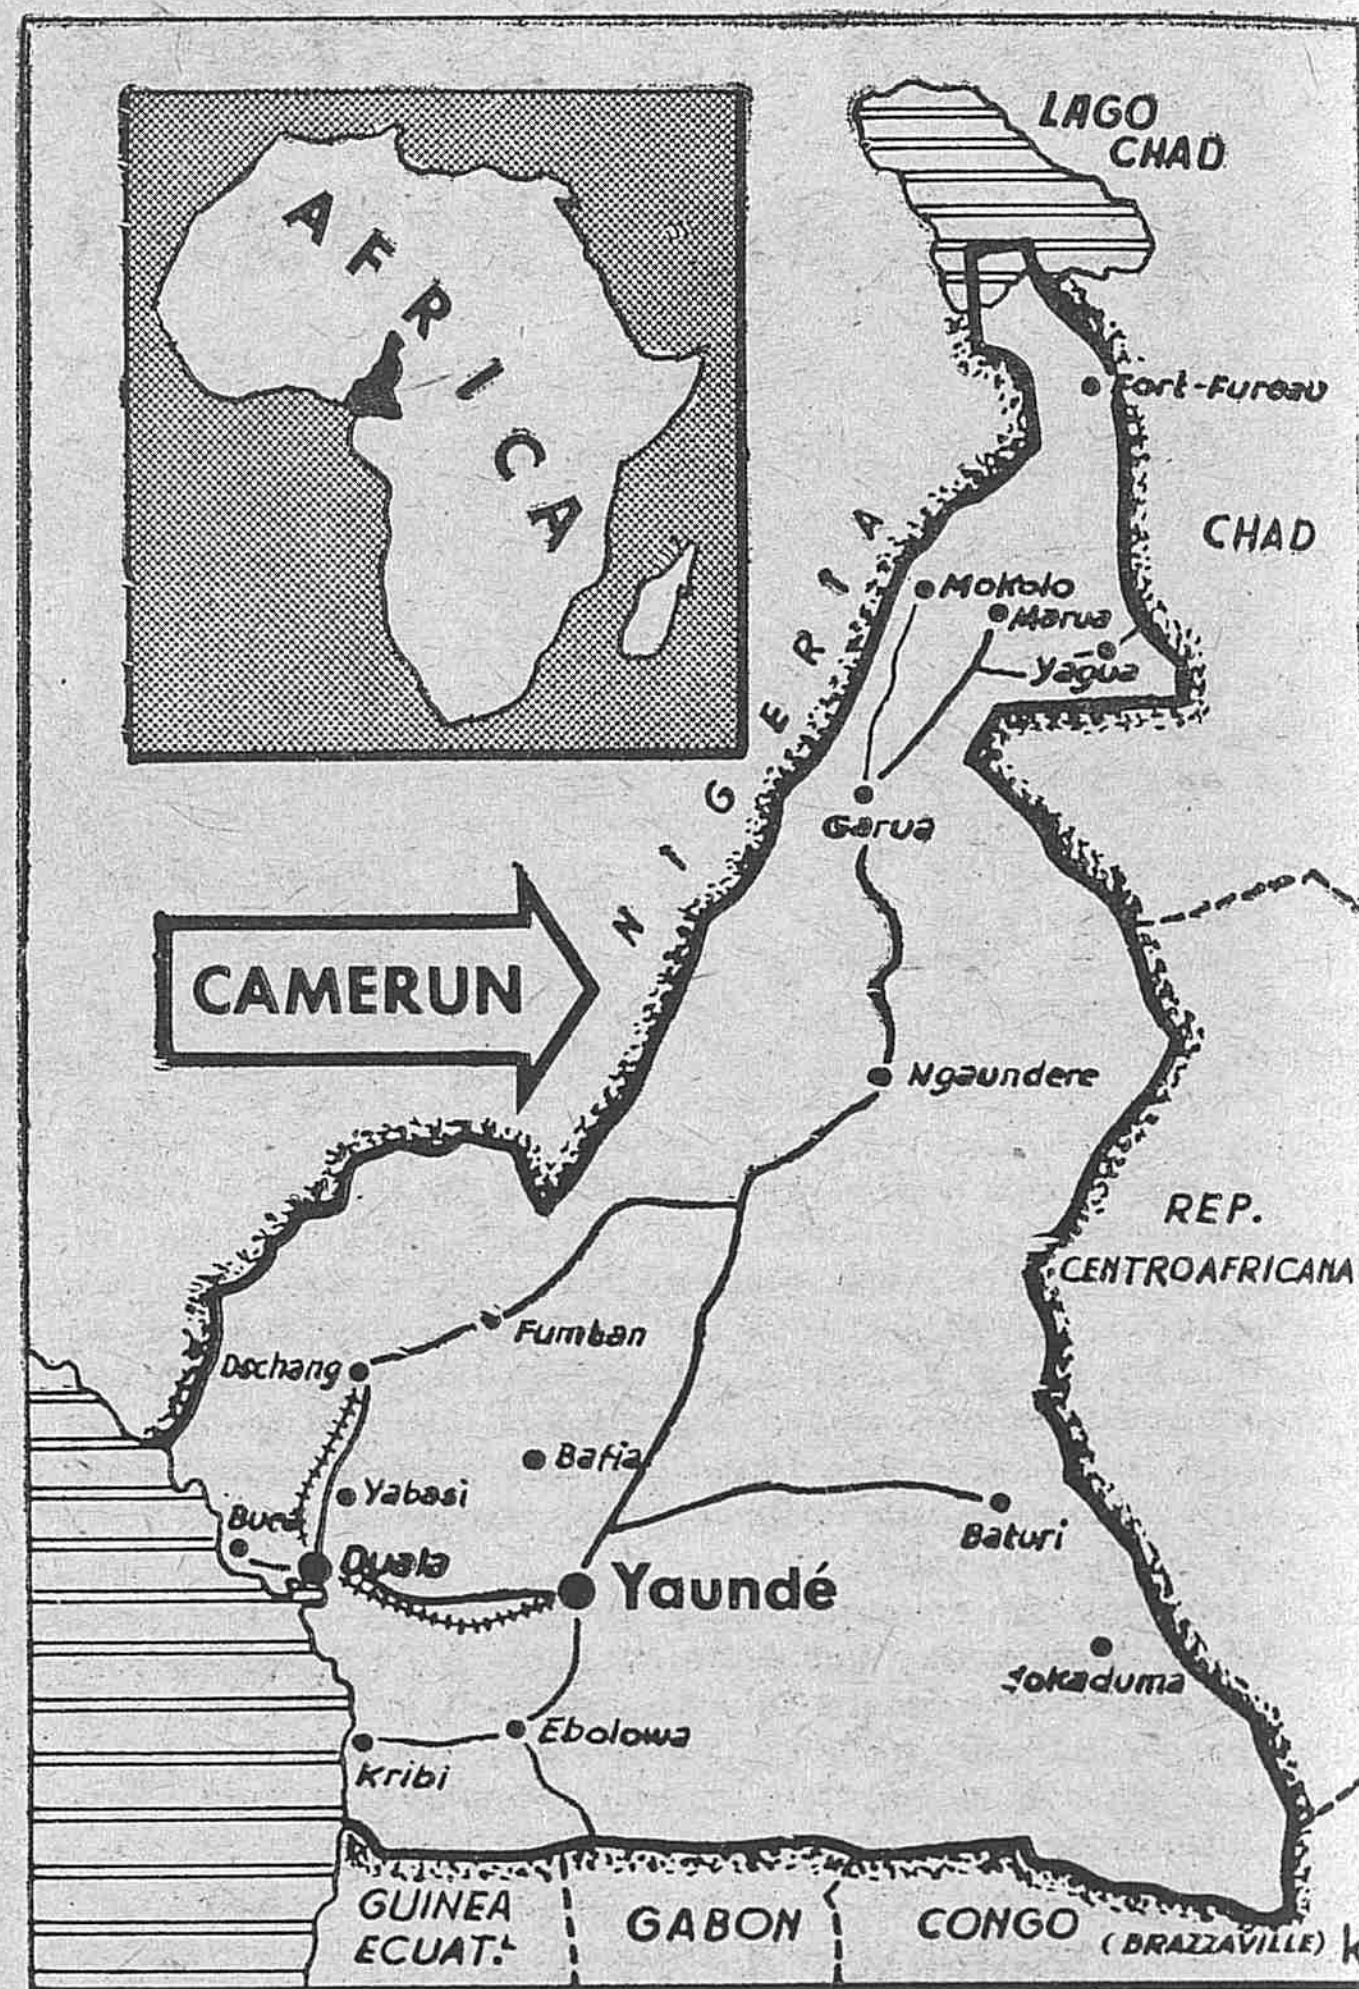 AFRICA
LAGO
CHAD
Fort-Fureau
CHAD
NIGERIA
Mokolo
Marua
Yagua
Garua
CAMERUN
Ngaundere
REP.
CENTROAFRICANA
Fumban
Dschang
Bafia
Yabasi
Buea
Duala
Baturi
Yaundé
Ebolowa
Kribi
GUINEA
ECUAT.L
GABON
CONGO
(BRAZZAVILLE)